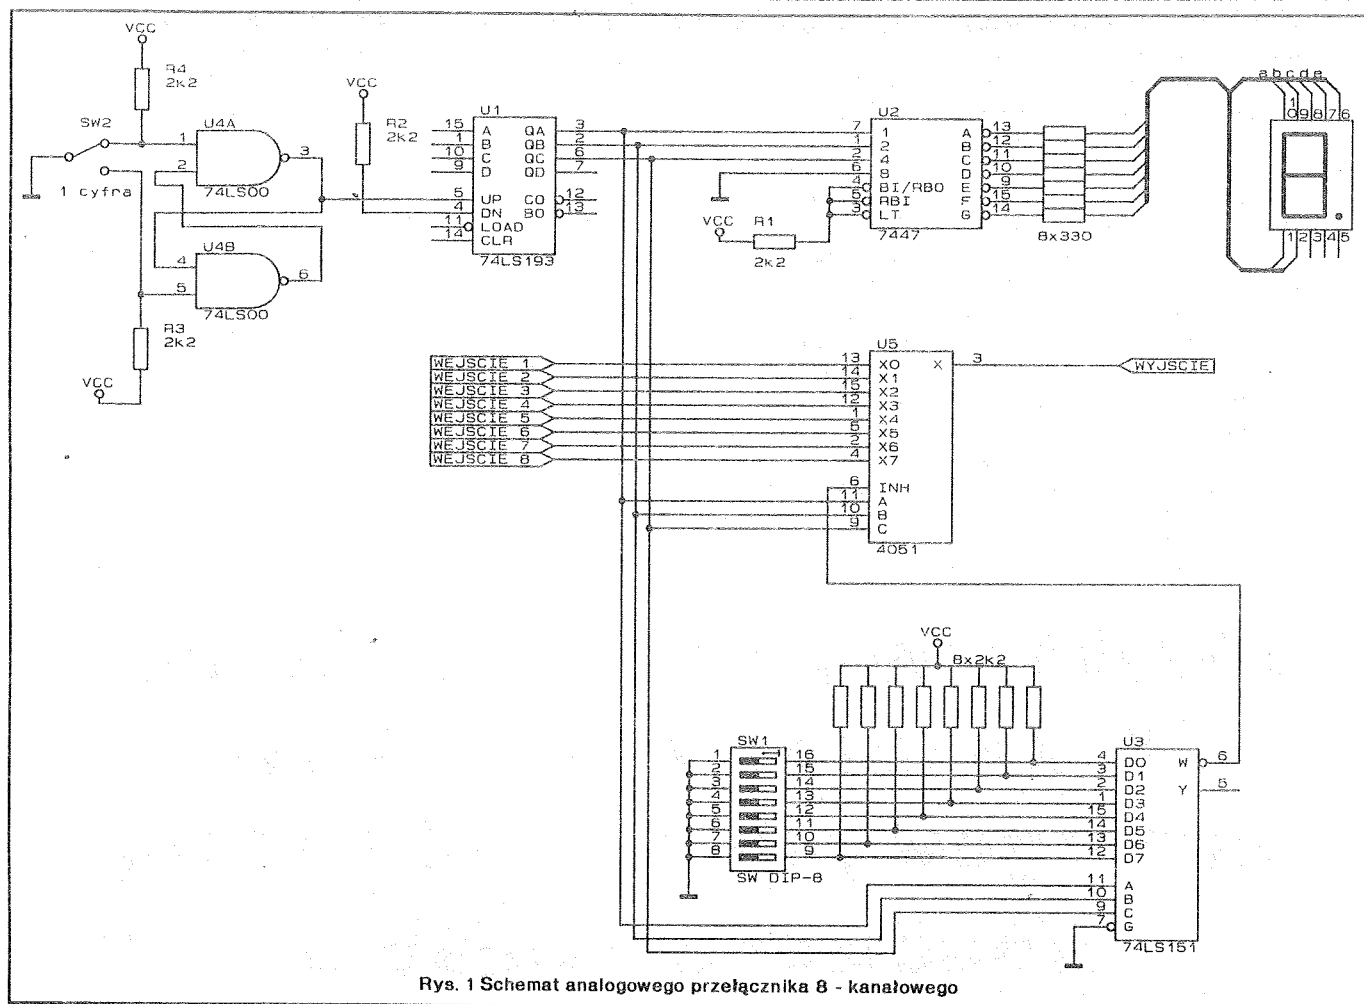 VCC
R4
2k2
SW2
1 cyfra
1
2
U4A
3
74LS00
U4B
4
5
6
74LS00
R3
2k2
VCC
VCC
R2
2k2
U1
15 A QA 3
1 B QB 2
10 C QC 6
9 D QD 7
5 UP CO 12
4 DN BO 13
11 LOAD
14 CLR
74LS193
U2
7 1 A 13
1 2 B 12
2 4 C 11
6 8 D 10
4 BI/RBO E 9
5 RBI F 15
3 LT G 14
7447
VCC
R1
2k2
8x330
a b c d e
10 9 8 7 6
1 2 3 4 5
WEJSCIE 1
WEJSCIE 2
WEJSCIE 3
WEJSCIE 4
WEJSCIE 5
WEJSCIE 6
WEJSCIE 7
WEJSCIE 8
U5
13 X0 X 3
14 X1
15 X2
12 X3
1 X4
5 X5
2 X6
4 X7
6 INH
11 A
10 B
9 C
4051
WYJSCIE
VCC
8x2k2
SW1
1 16
2 15
3 14
4 13
5 12
6 11
7 10
8 9
SW DIP-8
U3
4 D0 W 6
3 D1
2 D2 Y 5
1 D3
15 D4
14 D5
13 D6
12 D7
11 A
10 B
9 C
7 G
74LS151
Rys. 1 Schemat analogowego przełącznika 8 - kanałowego